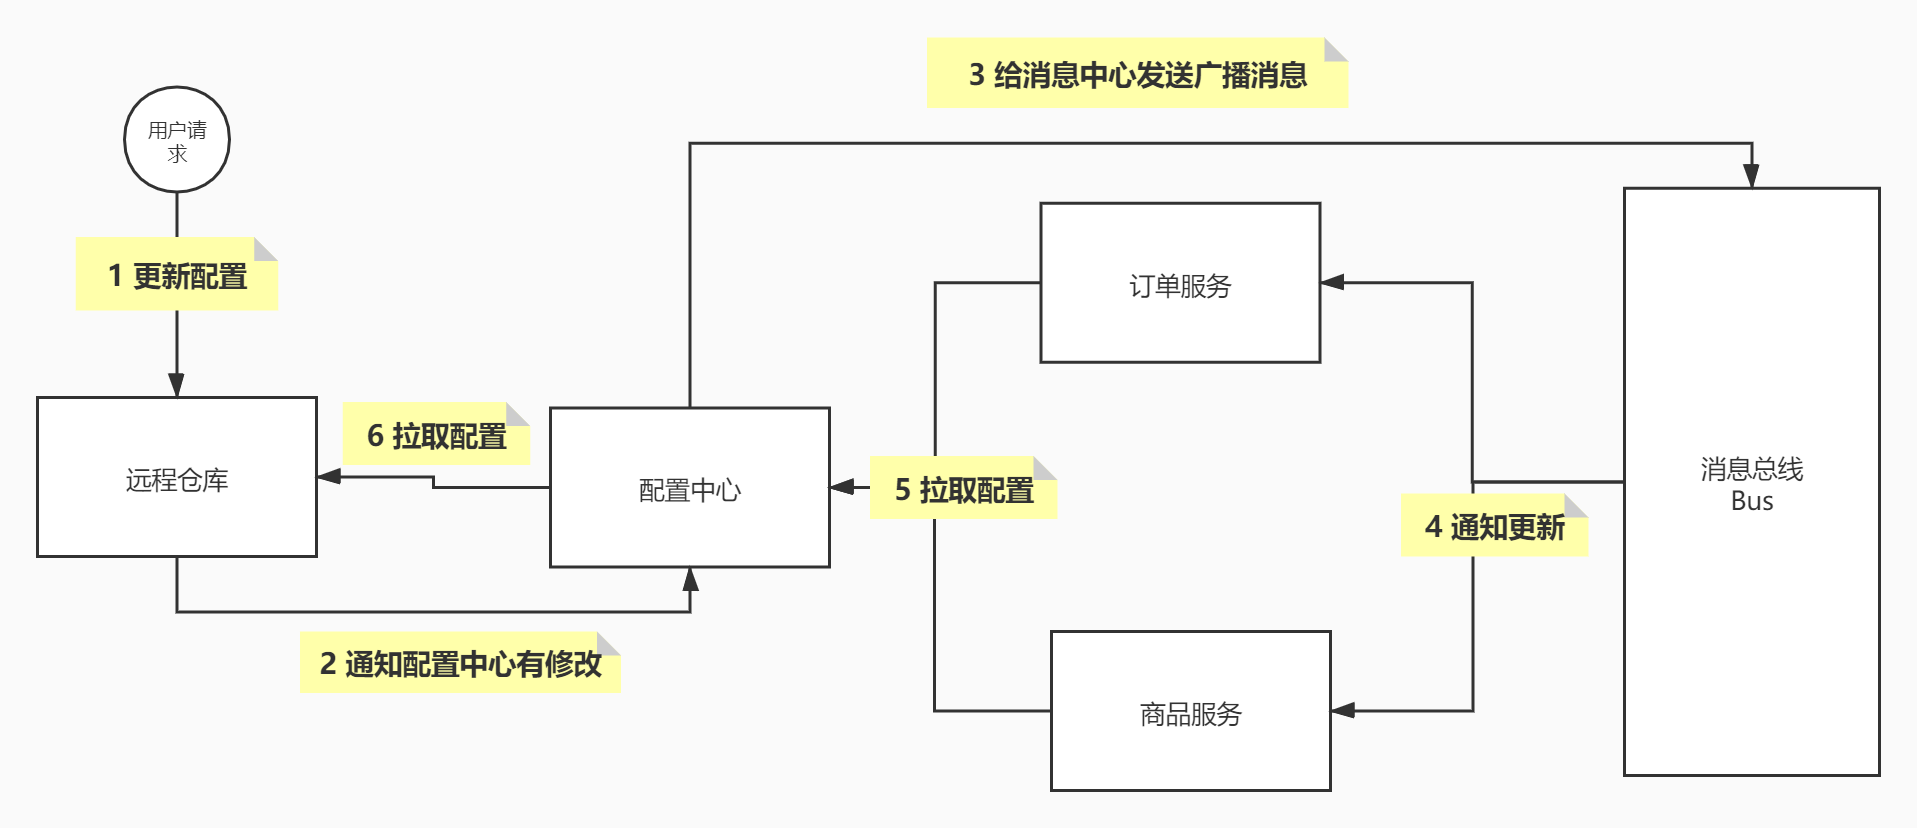 3 给消息中心发送广播消息
用户请
求
1 更新配置
订单服务
6 拉取配置
远程仓库
配置中心
5 拉取配置
消息总线
Bus
4 通知更新
2 通知配置中心有修改
商品服务